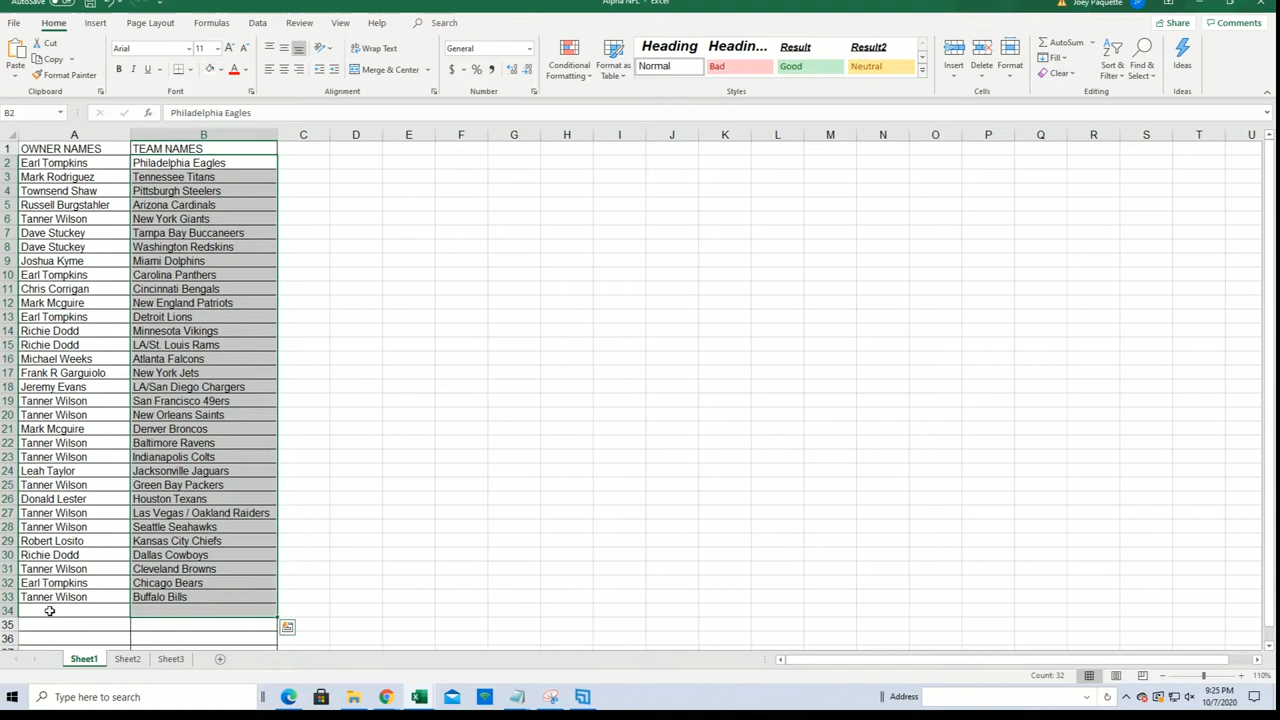 AutoSave Off
Alpha NFL - Excel
Joey Paquette
JP
File Home Insert Page Layout Formulas Data Review View Help Search
Share Comments
Paste
Cut
Copy
Format Painter
Clipboard
Arial 11
B I U
Font
Wrap Text
Merge & Center
Alignment
General
$ % ,
Number
Conditional Formatting
Format as Table
Heading Headin... Result Result2
Normal Bad Good Neutral
Styles
Insert Delete Format
Cells
AutoSum
Fill
Clear
Sort & Filter
Find & Select
Editing
Ideas
Ideas
B2 fx Philadelphia Eagles
A B C D E F G H I J K L M N O P Q R S T U
1 OWNER NAMES TEAM NAMES
2 Earl Tompkins Philadelphia Eagles
3 Mark Rodriguez Tennessee Titans
4 Townsend Shaw Pittsburgh Steelers
5 Russell Burgstahler Arizona Cardinals
6 Tanner Wilson New York Giants
7 Dave Stuckey Tampa Bay Buccaneers
8 Dave Stuckey Washington Redskins
9 Joshua Kyme Miami Dolphins
10 Earl Tompkins Carolina Panthers
11 Chris Corrigan Cincinnati Bengals
12 Mark Mcguire New England Patriots
13 Earl Tompkins Detroit Lions
14 Richie Dodd Minnesota Vikings
15 Richie Dodd LA/St. Louis Rams
16 Michael Weeks Atlanta Falcons
17 Frank R Garguiolo New York Jets
18 Jeremy Evans LA/San Diego Chargers
19 Tanner Wilson San Francisco 49ers
20 Tanner Wilson New Orleans Saints
21 Mark Mcguire Denver Broncos
22 Tanner Wilson Baltimore Ravens
23 Tanner Wilson Indianapolis Colts
24 Leah Taylor Jacksonville Jaguars
25 Tanner Wilson Green Bay Packers
26 Donald Lester Houston Texans
27 Tanner Wilson Las Vegas / Oakland Raiders
28 Tanner Wilson Seattle Seahawks
29 Robert Losito Kansas City Chiefs
30 Richie Dodd Dallas Cowboys
31 Tanner Wilson Cleveland Browns
32 Earl Tompkins Chicago Bears
33 Tanner Wilson Buffalo Bills
34
35
36
Sheet1 Sheet2 Sheet3
Count: 32 110%
Type here to search
Address
9:25 PM
10/7/2020